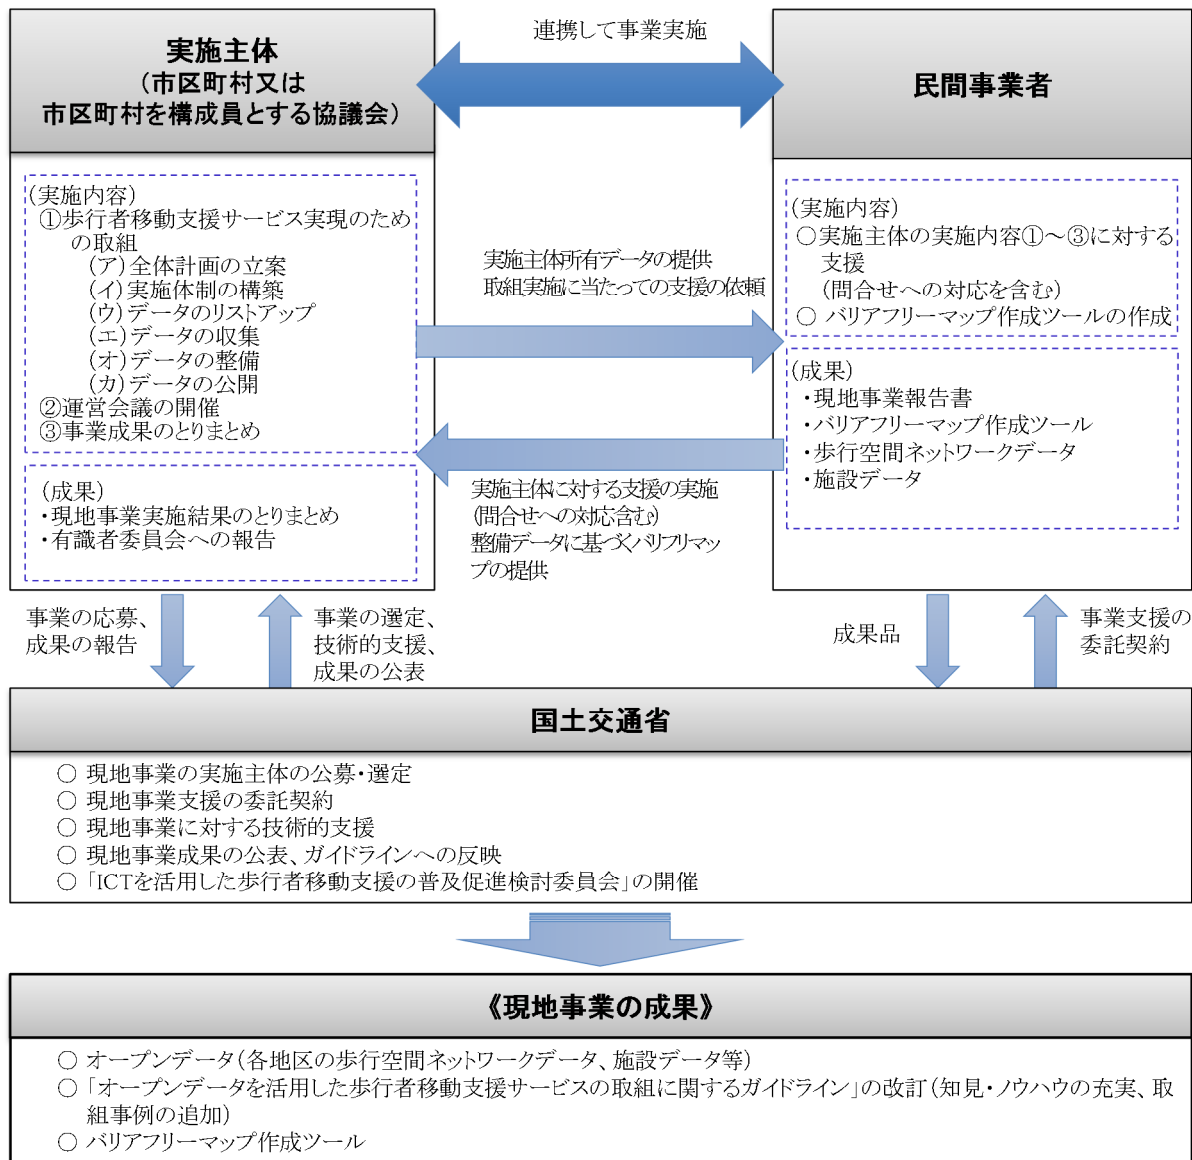 実施主体
(市区町村又は
市区町村を構成員とする協議会)
(実施内容)
①歩行者移動支援サービス実現のため
の取組
(ア)全体計画の立案
(イ)実施体制の構築
(ウ)データのリストアップ
(エ)データの収集
(オ)データの整備
(カ)データの公開
②運営会議の開催
③事業成果のとりまとめ
(成果)
・現地事業実施結果のとりまとめ
・有識者委員会への報告
連携して事業実施
実施主体所有データの提供
取組実施に当たっての支援の依頼
実施主体に対する支援の実施
(問合せへの対応含む)
整備データに基づくバリフリマッ
プの提供
民間事業者
(実施内容)
○実施主体の実施内容①～③に対する
支援
(問合せへの対応を含む)
○ バリアフリーマップ作成ツールの作成
(成果)
・現地事業報告書
・バリアフリーマップ作成ツール
・歩行空間ネットワークデータ
・施設データ
事業の応募、
成果の報告
事業の選定、
技術的支援、
成果の公表
成果品
事業支援の
委託契約
国土交通省
○ 現地事業の実施主体の公募・選定
○ 現地事業支援の委託契約
○ 現地事業に対する技術的支援
○ 現地事業成果の公表、ガイドラインへの反映
○ 「ICTを活用した歩行者移動支援の普及促進検討委員会」の開催
《現地事業の成果》
○ オープンデータ(各地区の歩行空間ネットワークデータ、施設データ等)
○ 「オープンデータを活用した歩行者移動支援サービスの取組に関するガイドライン」の改訂(知見・ノウハウの充実、取
組事例の追加)
○ バリアフリーマップ作成ツール